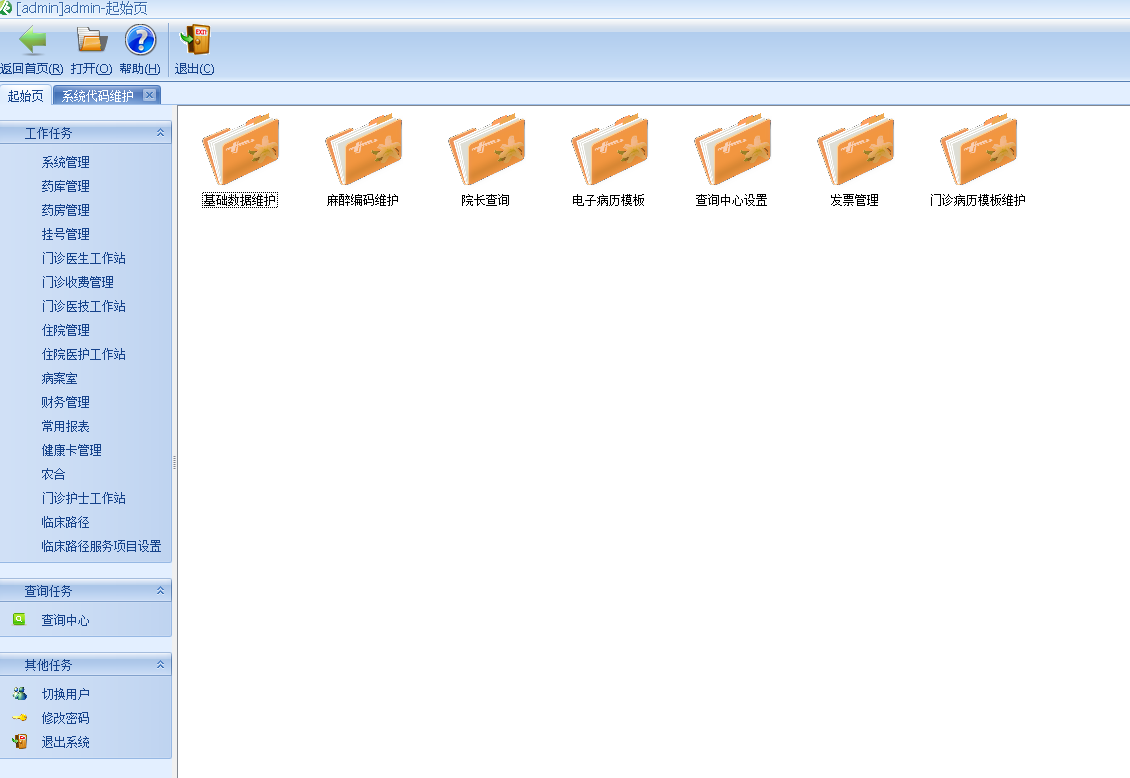 [admin]admin-起始页
返回首页(R) 打开(O) 帮助(H) 退出(C)
EXIT
起始页 系统代码维护
工作任务
系统管理
药库管理
药房管理
挂号管理
门诊医生工作站
门诊收费管理
门诊医技工作站
住院管理
住院医护工作站
病案室
财务管理
常用报表
健康卡管理
农合
门诊护士工作站
临床路径
临床路径服务项目设置
查询任务
查询中心
其他任务
切换用户
修改密码
退出系统
基础数据维护 麻醉编码维护 院长查询 电子病历模板 查询中心设置 发票管理 门诊病历模板维护